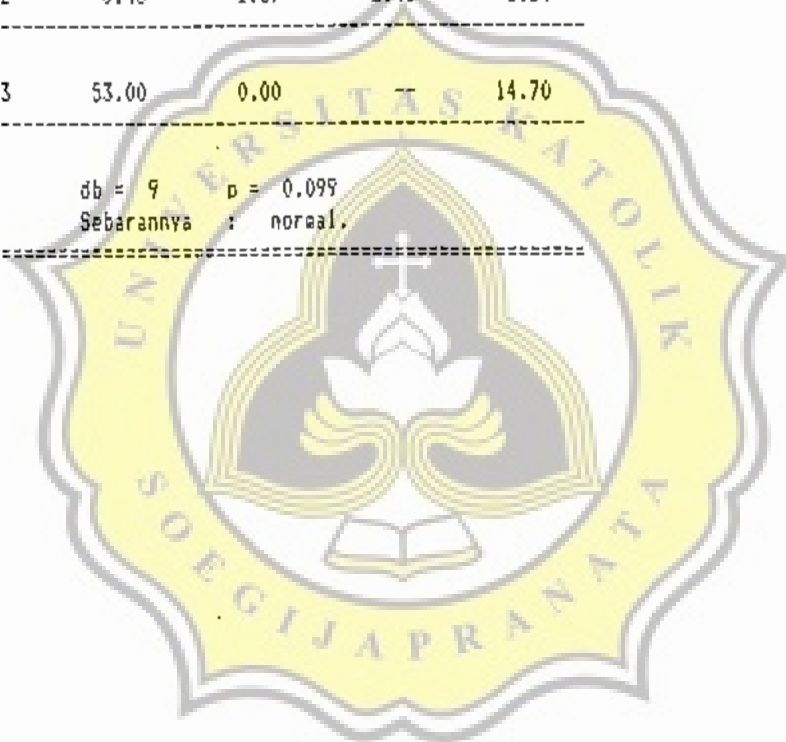 3 53.00 0.00 -- 14.70
db = 9 p = 0.099
Sebarannya : normal.
UNIVERSITAS KATOLIK
SOEGIJAPRANATA